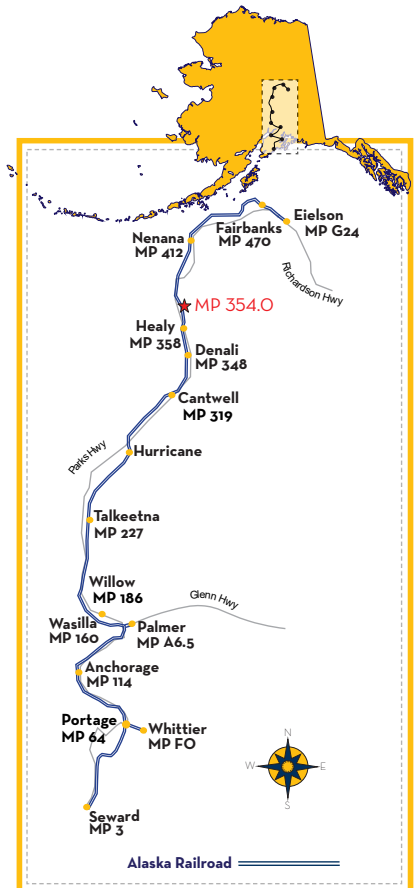 Eielson
MP G24
Fairbanks
MP 470
Nenana
MP 412
Richardson Hwy
MP 354.0
Healy
MP 358
Denali
MP 348
Cantwell
MP 319
Parks Hwy
Hurricane
Talkeetna
MP 227
Willow
MP 186
Glenn Hwy
Wasilla
MP 160
Palmer
MP A6.5
Anchorage
MP 114
Portage
MP 64
Whittier
MP F0
N
W
E
S
Seward
MP 3
Alaska Railroad